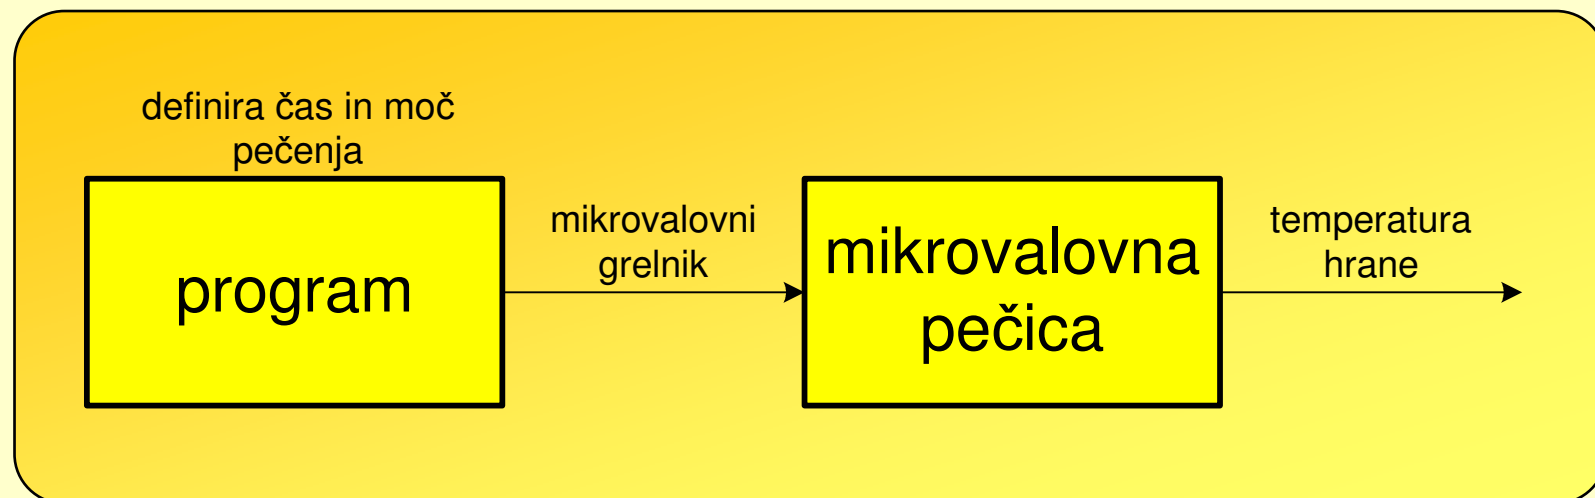 definira čas in moč
pečenja
program
mikrovalovni
grelnik
mikrovalovna
pečica
temperatura
hrane